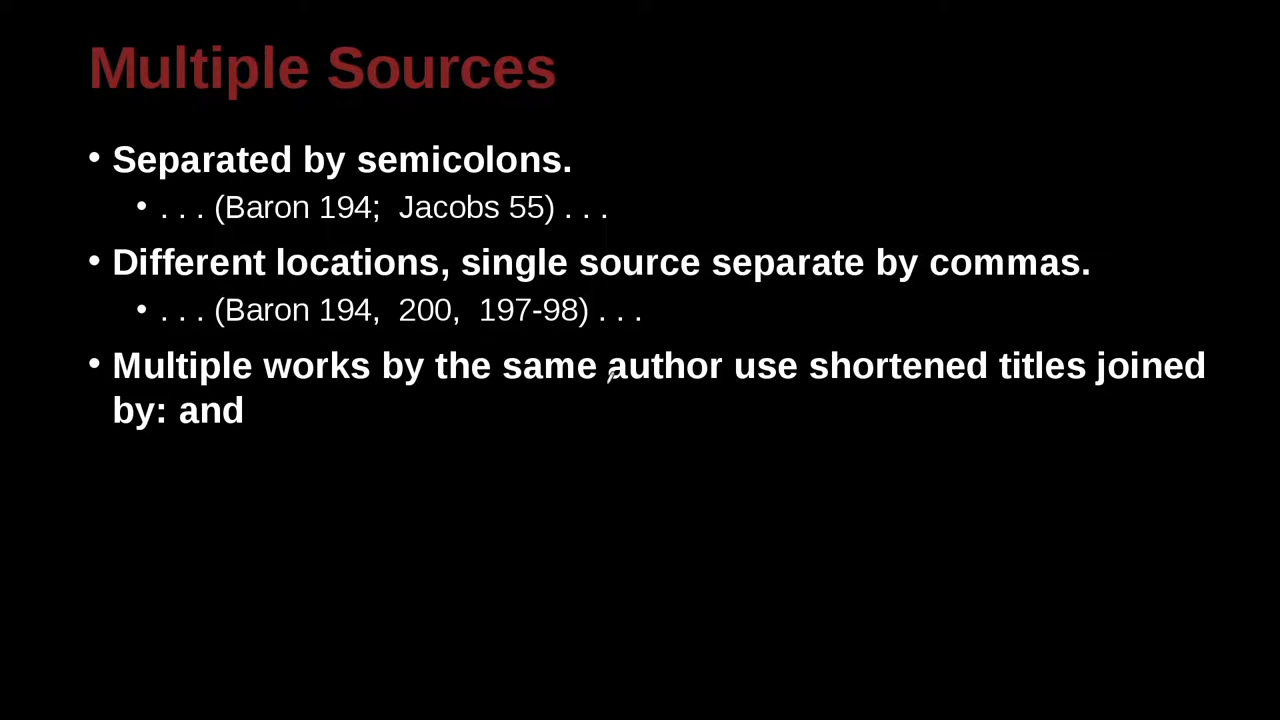 Multiple Sources
• Separated by semicolons.
• . . . (Baron 194;  Jacobs 55) . . .
• Different locations, single source separate by commas.
• . . . (Baron 194,  200,  197-98) . . .
• Multiple works by the same author use shortened titles joined
by: and